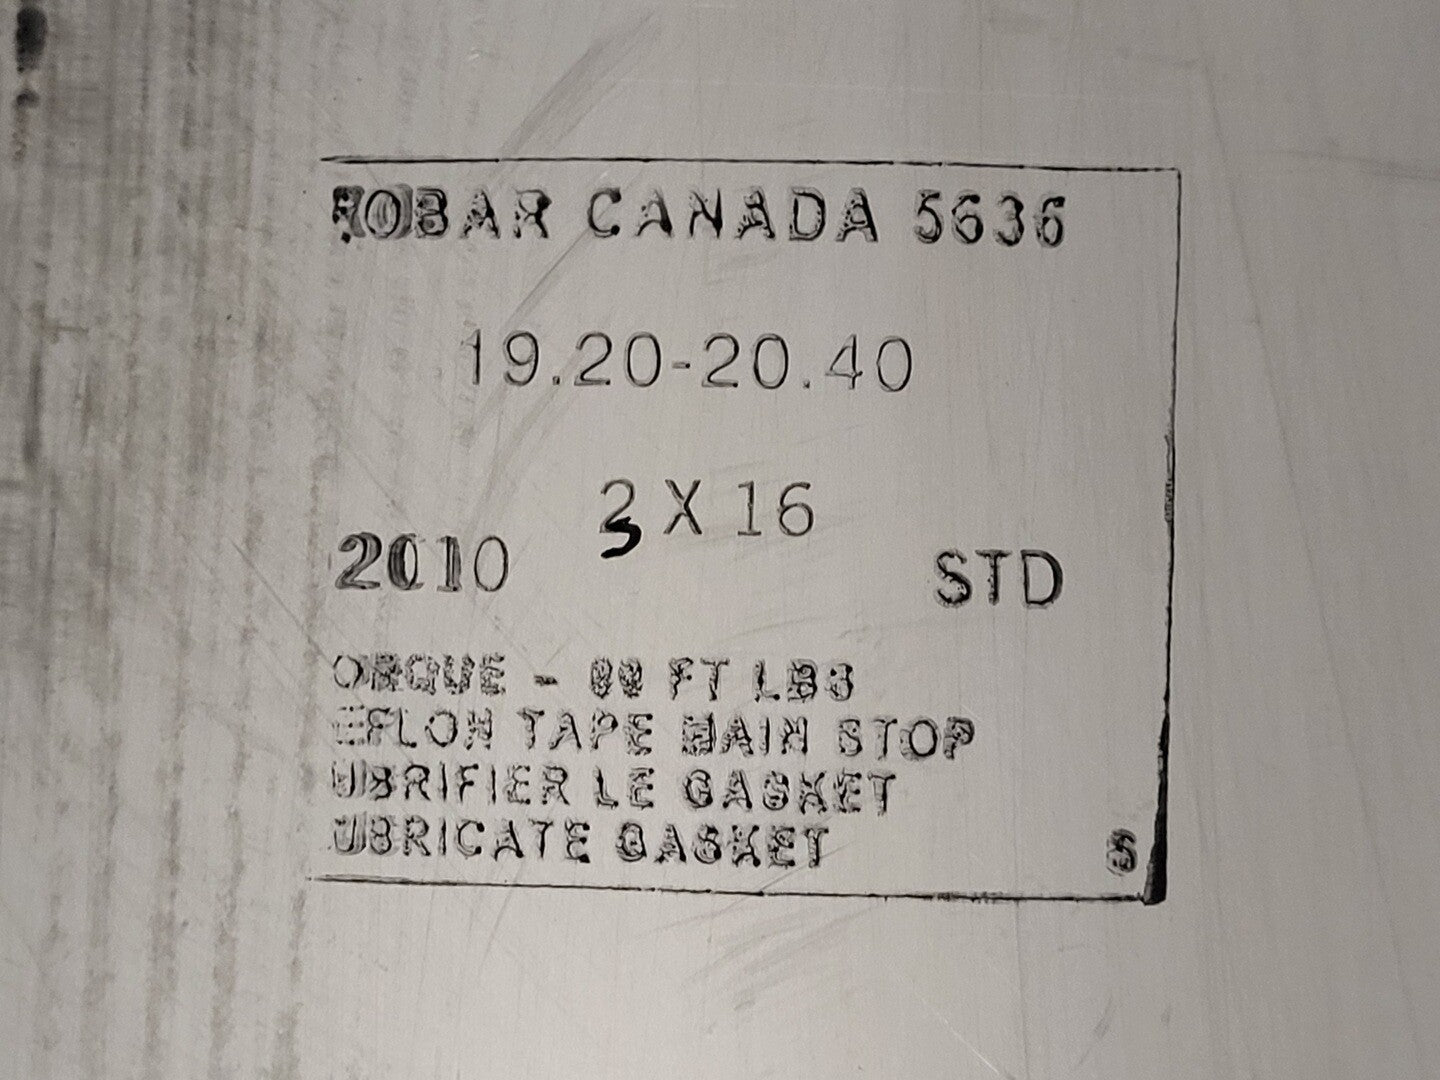 ROBAR CANADA 5636
19.20-20.40
3 X 16
2010 STD
ORQUE - 80 FT LBS
EFLON TAPE MAIN STOP
UBRIFIER LE GASKET
UBRICATE GASKET
S